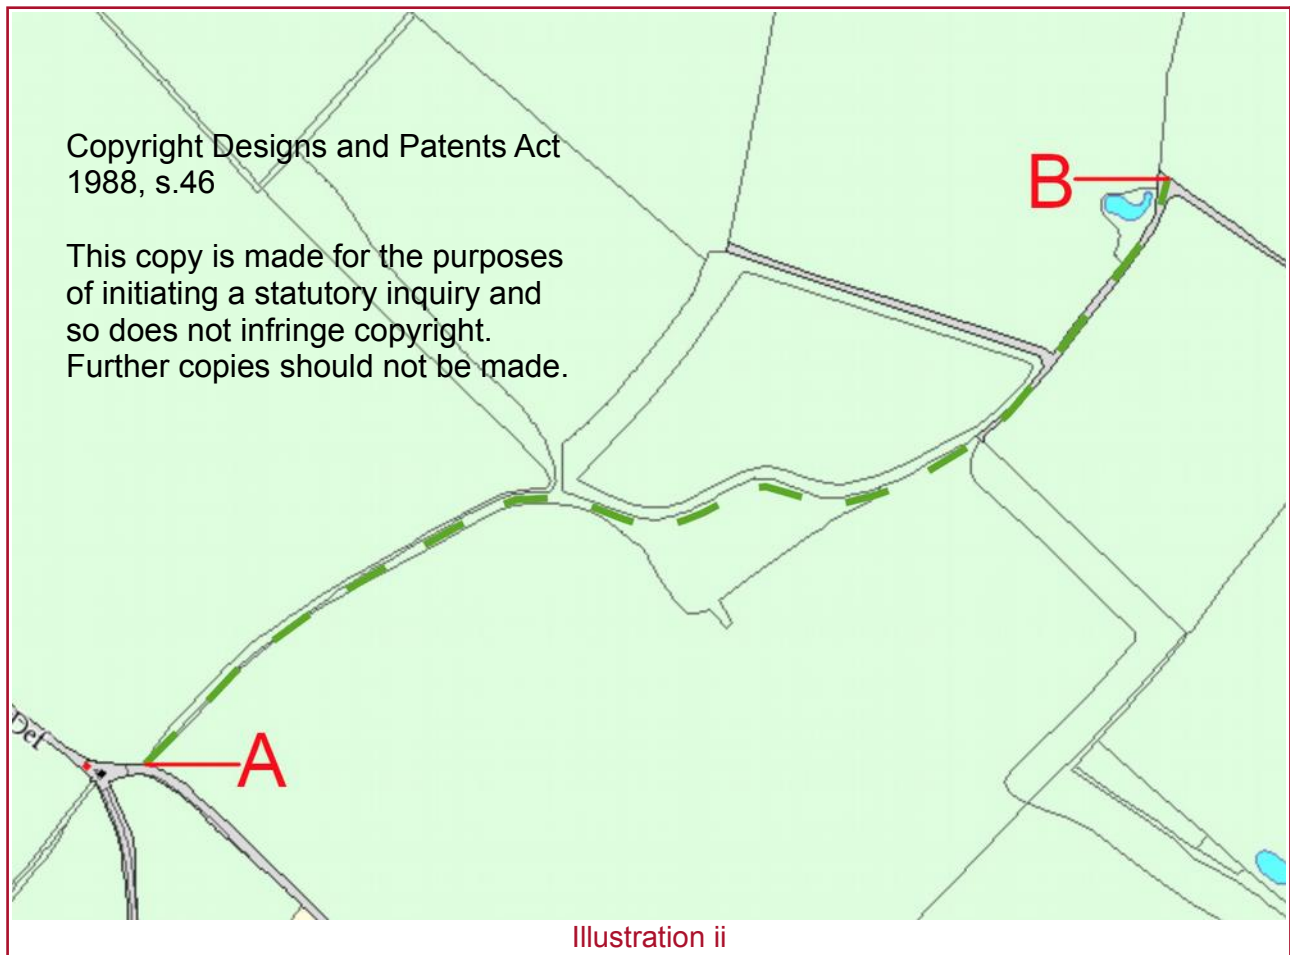 Copyright Designs and Patents Act
1988, s.46
This copy is made for the purposes
of initiating a statutory inquiry and
so does not infringe copyright.
Further copies should not be made.
B
A
Def
Illustration ii